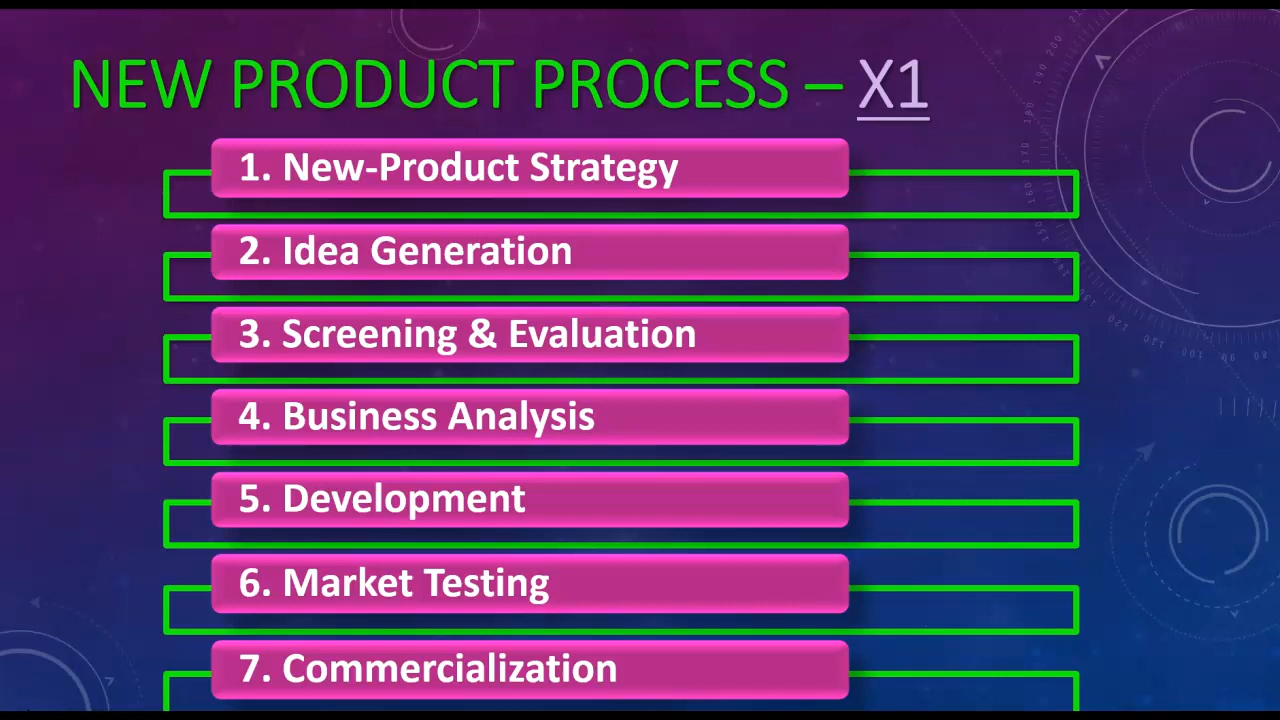 NEW PRODUCT PROCESS – X1
1. New-Product Strategy
2. Idea Generation
3. Screening & Evaluation
4. Business Analysis
5. Development
6. Market Testing
7. Commercialization